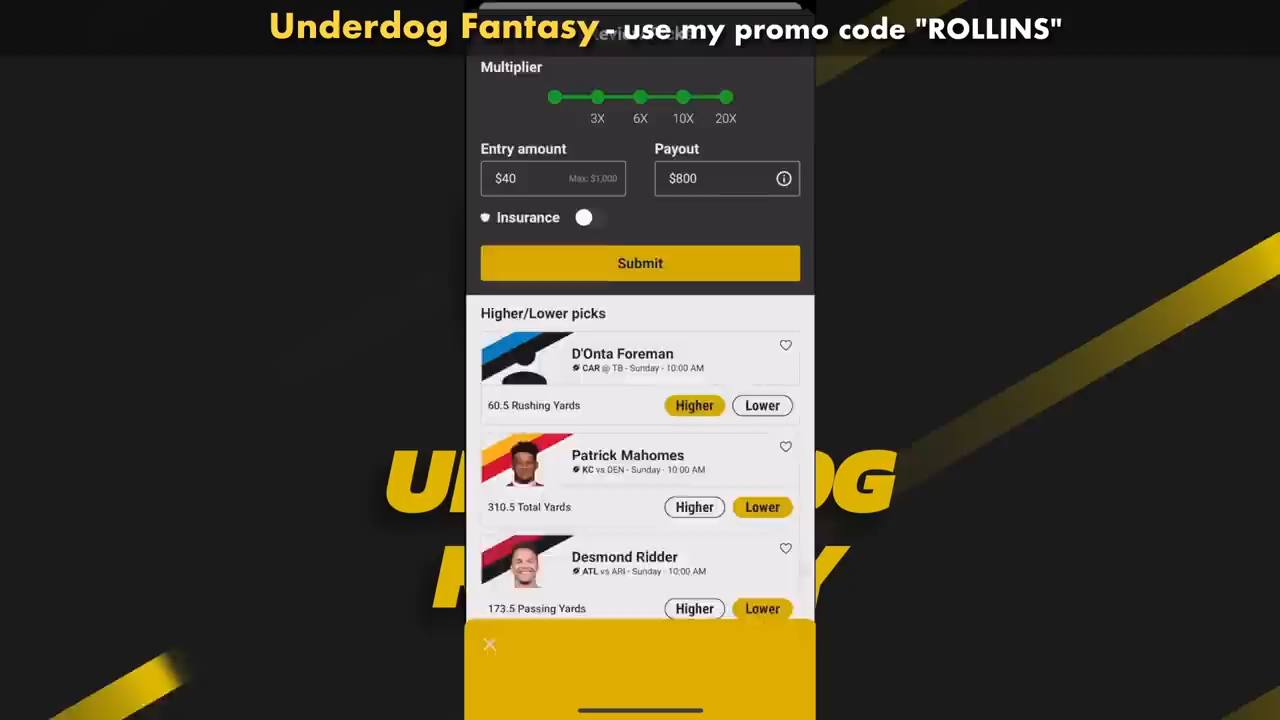 Underdog Fantasy - use my promo code "ROLLINS"
Multiplier
3X 6X 10X 20X
Entry amount Payout
$40 Max: $1,000 $800
Insurance
Submit
Higher/Lower picks
D'Onta Foreman
CAR @ TB - Sunday - 10:00 AM
60.5 Rushing Yards Higher Lower
Patrick Mahomes
KC vs DEN - Sunday - 10:00 AM
310.5 Total Yards Higher Lower
Desmond Ridder
ATL vs ARI - Sunday - 10:00 AM
173.5 Passing Yards Higher Lower